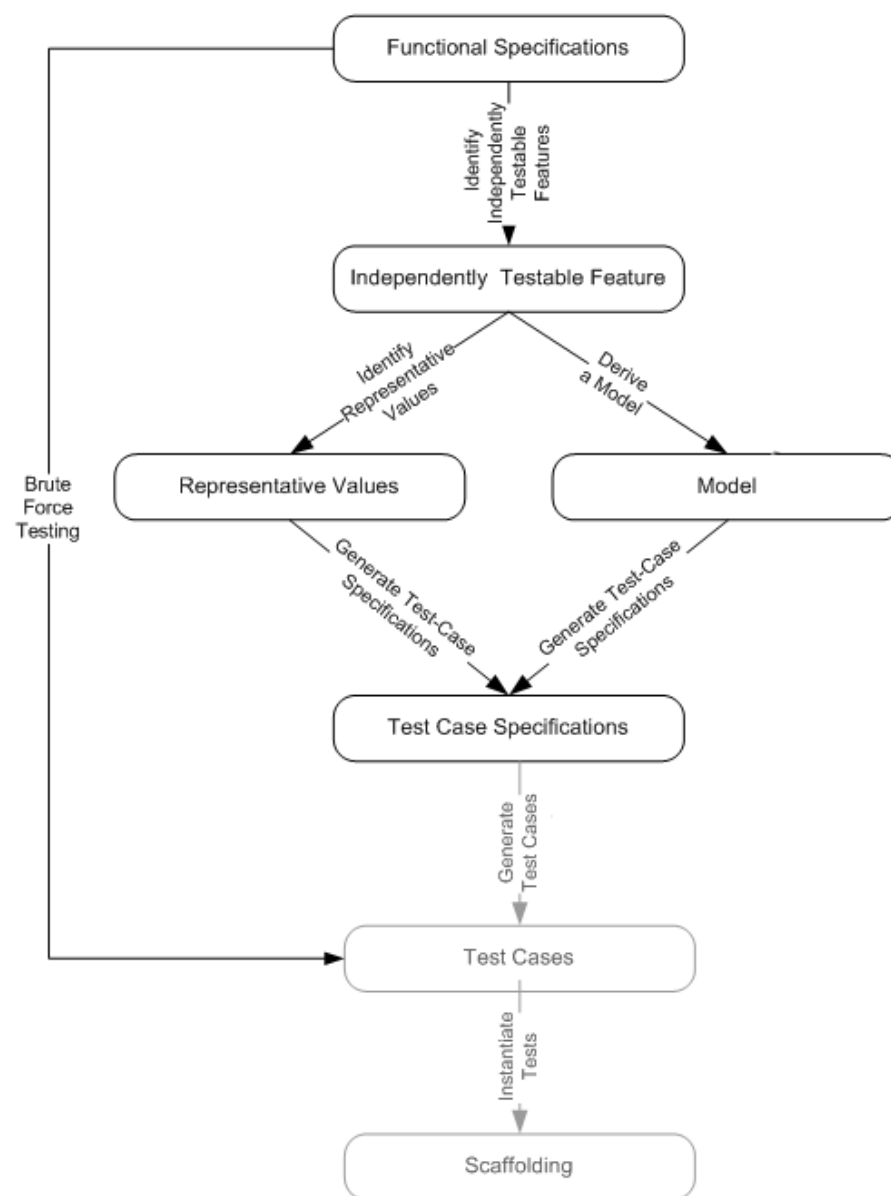 Functional Specifications
Identify
Independently
Testable
Features
Independently Testable Feature
Identify
Representative
Values
Derive
a Model
Representative Values
Model
Brute
Force
Testing
Generate Test-Case
Specifications
Generate Test-Case
Specifications
Test Case Specifications
Generate
Test Cases
Test Cases
Instantiate
Tests
Scaffolding